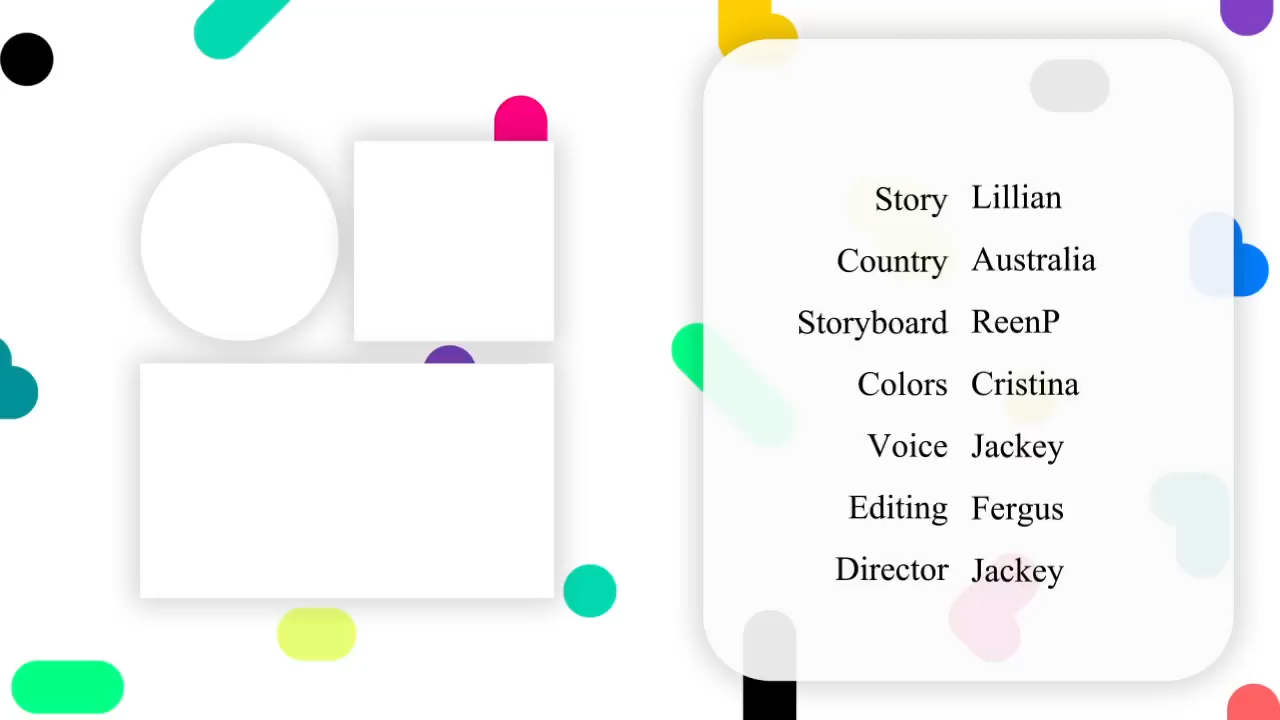 Story Lillian
Country Australia
Storyboard ReenP
Colors Cristina
Voice Jackey
Editing Fergus
Director Jackey